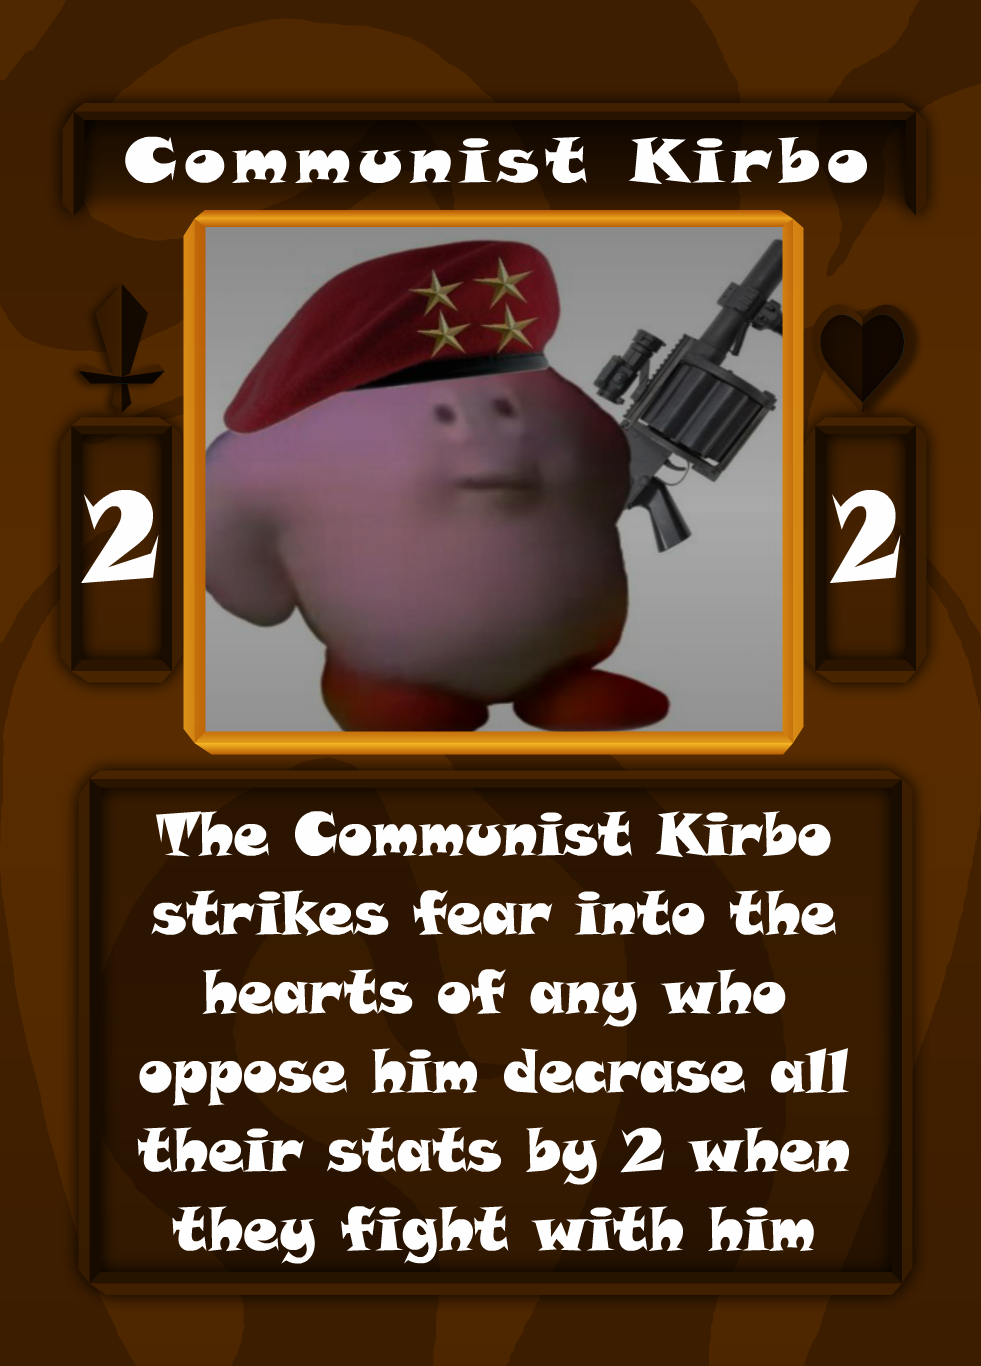 Communist Kirbo
2
2
The Communist Kirbo
strikes fear into the
hearts of any who
oppose him decrase all
their stats by 2 when
they fight with him